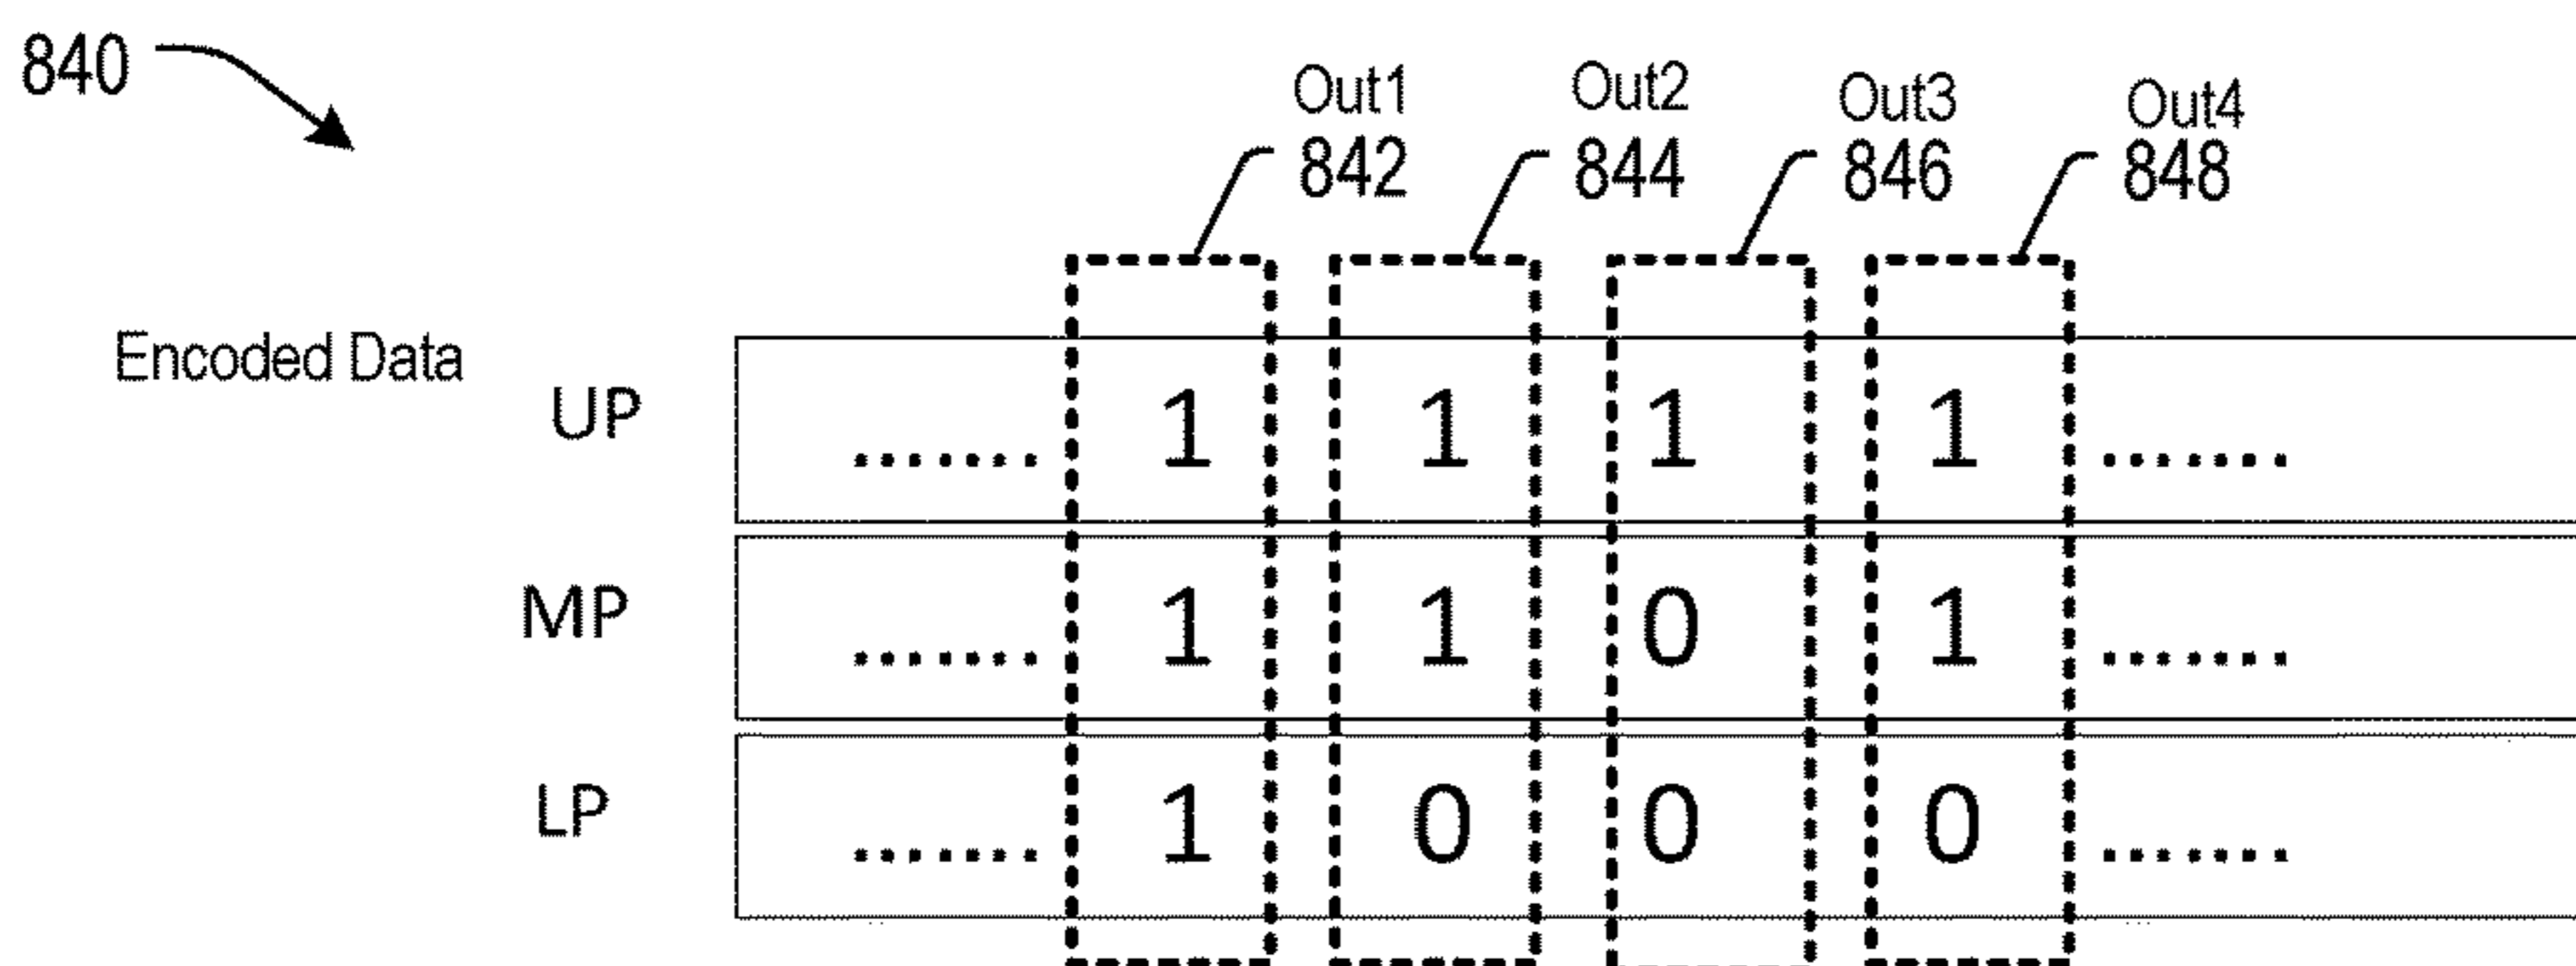 840
Out1 Out2 Out3 Out4
842 844 846 848
Encoded Data
UP ....... 1 1 1 1 .......
MP ....... 1 1 0 1 .......
LP ....... 1 0 0 0 .......